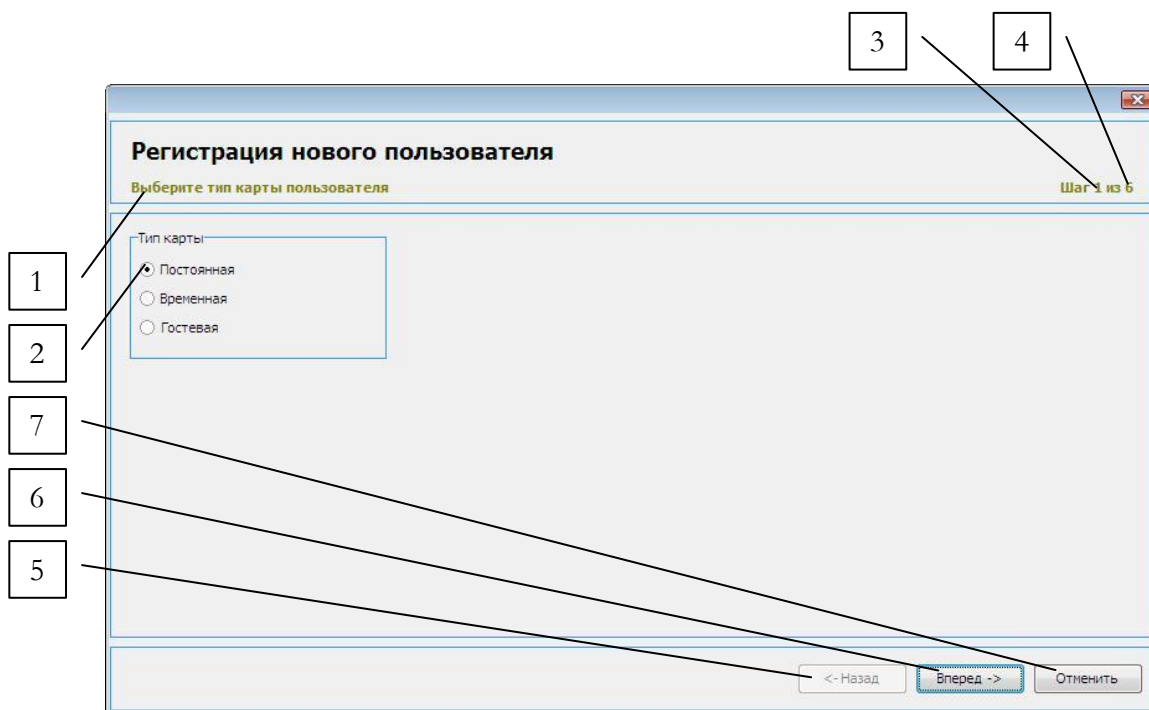 3 4
Регистрация нового пользователя
Выберите тип карты пользователя Шаг 1 из 6
Тип карты
1 Постоянная
Временная
2 Гостевая
7
6
5
<- Назад Вперед -> Отменить